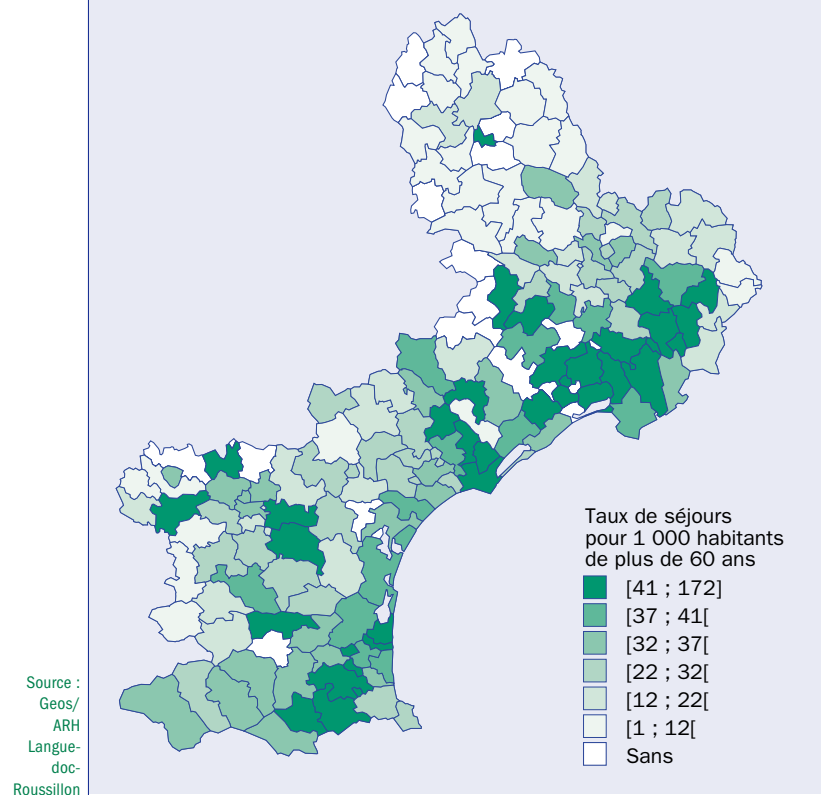 Taux de séjours
pour 1 000 habitants
de plus de 60 ans
[41 ; 172]
[37 ; 41[
[32 ; 37[
[22 ; 32[
[12 ; 22[
[1 ; 12[
Sans
Source :
Geos/
ARH
Langue-
doc-
Roussillon